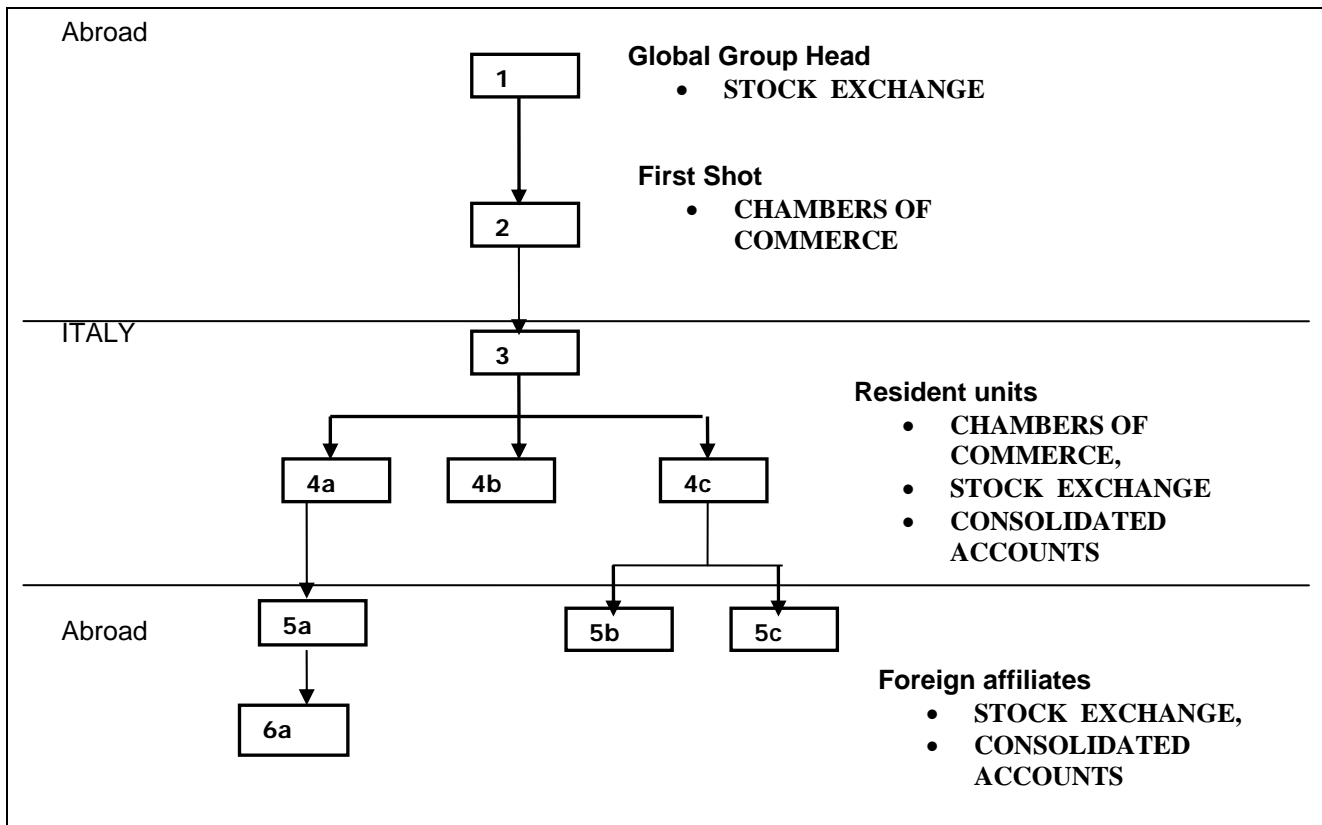 Abroad
1
Global Group Head
• STOCK EXCHANGE
First Shot
• CHAMBERS OF
COMMERCE
2
ITALY
3
Resident units
• CHAMBERS OF
COMMERCE,
• STOCK EXCHANGE
• CONSOLIDATED
ACCOUNTS
4a
4b
4c
Abroad
5a
5b
5c
Foreign affiliates
• STOCK EXCHANGE,
• CONSOLIDATED
ACCOUNTS
6a